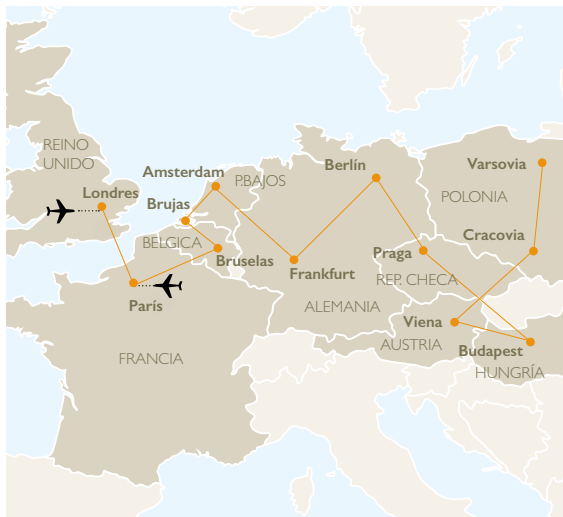 REINO
UNIDO
Londres
Amsterdam
P.BAJOS
Brujas
BELGICA
Bruselas
París
FRANCIA
Berlín
Frankfurt
ALEMANIA
Varsovia
POLONIA
Cracovia
Praga
REP. CHECA
Viena
AUSTRIA
Budapest
HUNGRÍA